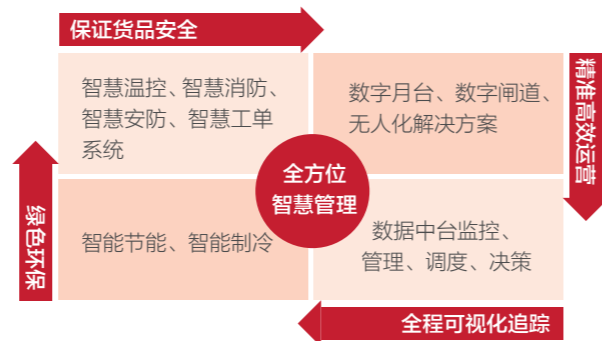 保证货品安全
智慧温控、智慧消防、
智慧安防、智慧工单
系统
数字月台、数字闸道、
无人化解决方案
精准高效运营
全方位
智慧管理
绿色环保
智能节能、智能制冷
数据中台监控、
管理、调度、决策
全程可视化追踪